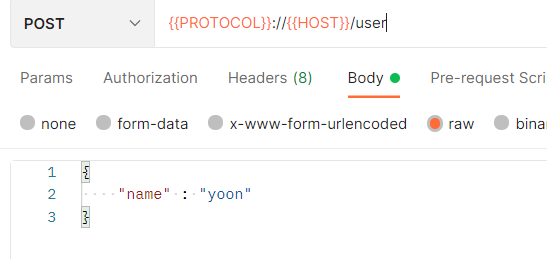 POST {{PROTOCOL}}://{{HOST}}/user
Params Authorization Headers (8) Body Pre-request Scri
none form-data x-www-form-urlencoded raw binar
1 {
2 "name" : "yoon"
3 }